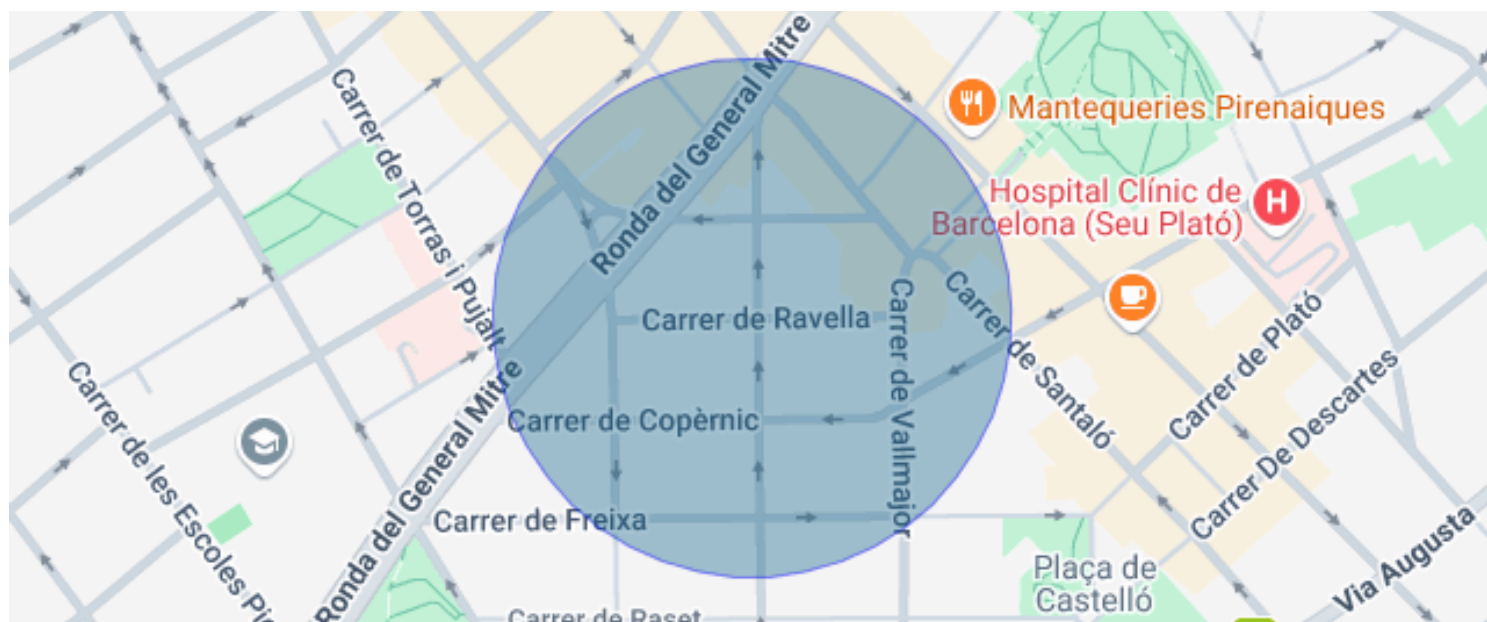 Ronda del General Mitre
Carrer de Torras i Pujalt
Mantequeries Pirenaiques
Hospital Clínic de
Barcelona (Seu Plató)
H
Carrer de Ravella
Carrer de Vallmajor
Carrer de Santaló
Carrer de Plató
Carrer De Descartes
Carrer de Copèrnic
Carrer de les Escoles Pi
Ronda del General Mitre
Carrer de Freixa
Plaça de
Castelló
Via Augusta
Carrer de Raset